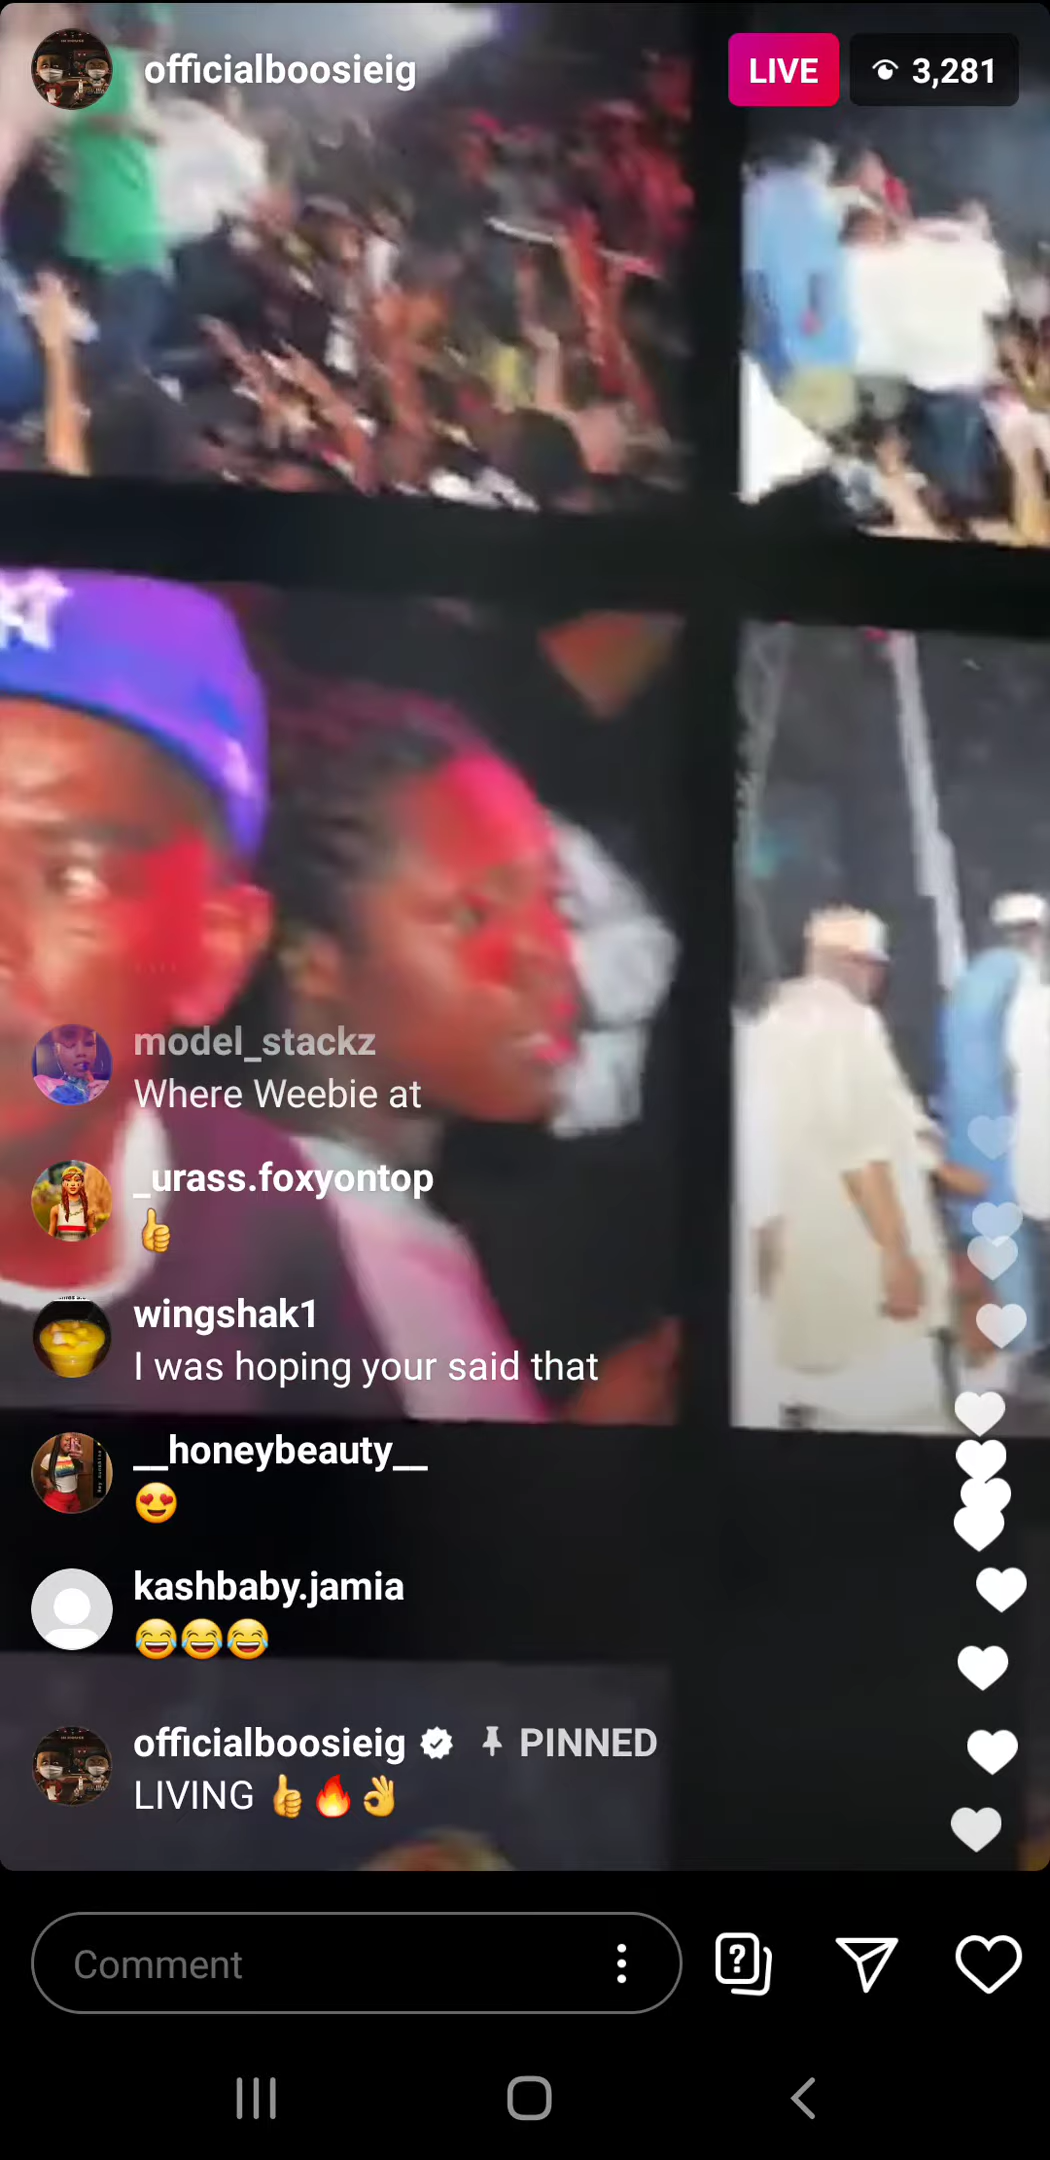 officialboosieig
LIVE
3,281
model_stackz
Where Weebie at
_urass.foxyontop
👍
wingshak1
I was hoping your said that
__honeybeauty__
😍
kashbaby.jamia
😂😂😂
officialboosieig PINNED
LIVING 👍🔥👌
Comment